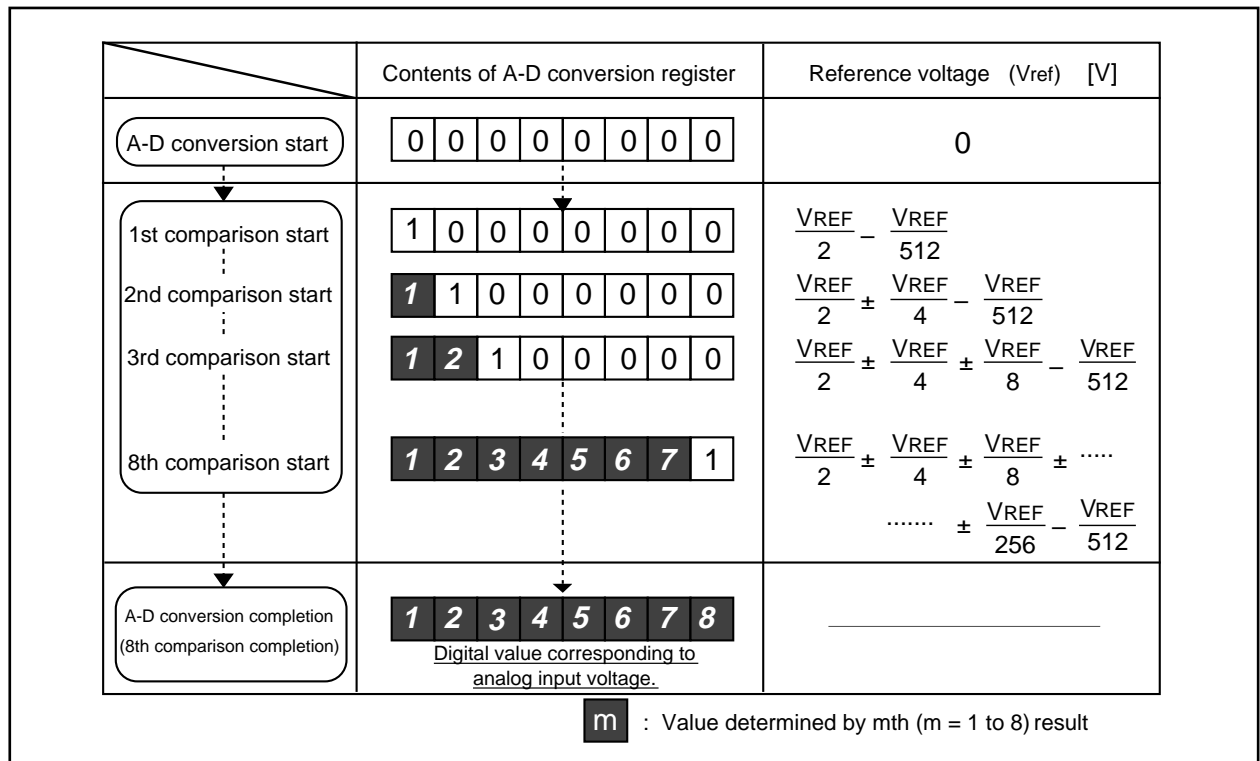 Contents of A-D conversion register
Reference voltage (Vref) [V]
A-D conversion start
0 0 0 0 0 0 0 0
0
1st comparison start
1 0 0 0 0 0 0 0
VREF/2 – VREF/512
2nd comparison start
1 1 0 0 0 0 0 0
VREF/2 ± VREF/4 – VREF/512
3rd comparison start
1 2 1 0 0 0 0 0
VREF/2 ± VREF/4 ± VREF/8 – VREF/512
8th comparison start
1 2 3 4 5 6 7 1
VREF/2 ± VREF/4 ± VREF/8 ± .....
....... ± VREF/256 – VREF/512
A-D conversion completion
(8th comparison completion)
1 2 3 4 5 6 7 8
Digital value corresponding to
analog input voltage.
m : Value determined by mth (m = 1 to 8) result